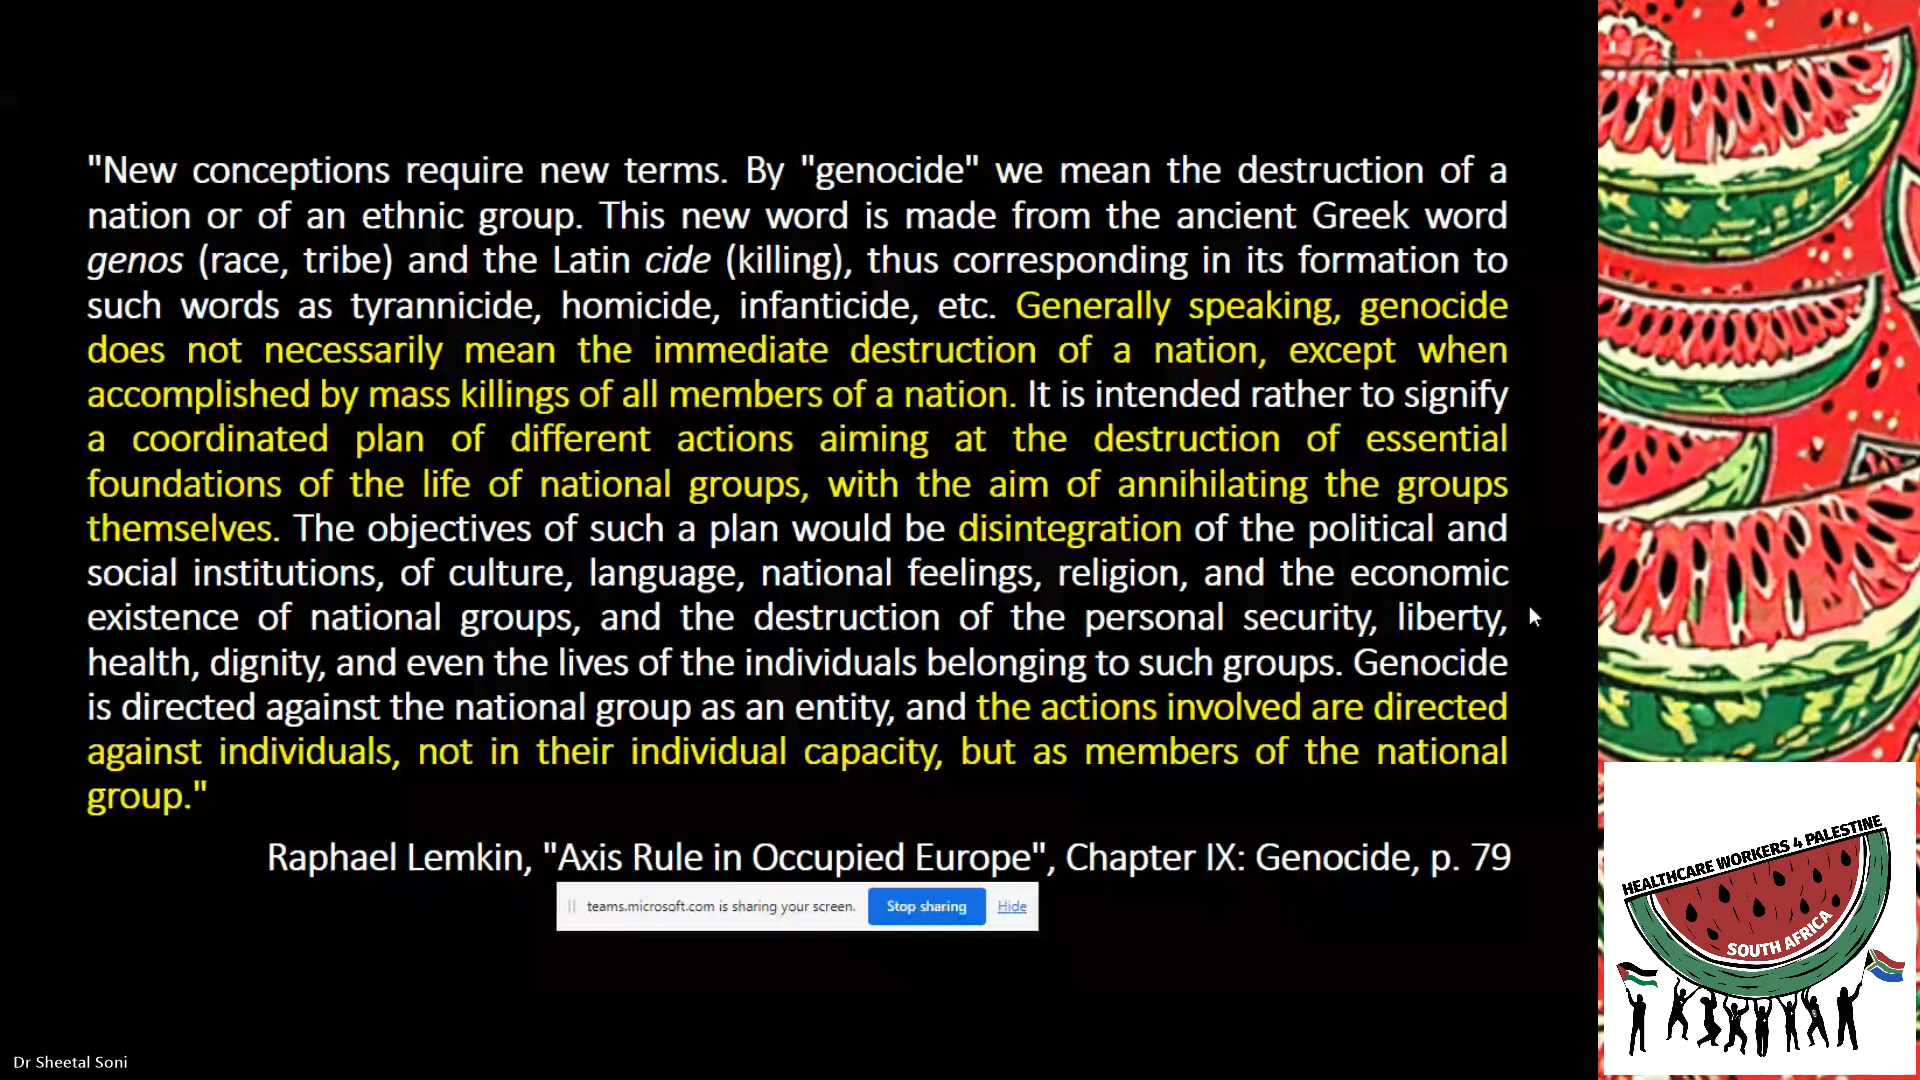 "New conceptions require new terms. By "genocide" we mean the destruction of a
nation or of an ethnic group. This new word is made from the ancient Greek word
genos (race, tribe) and the Latin cide (killing), thus corresponding in its formation to
such words as tyrannicide, homicide, infanticide, etc. Generally speaking, genocide
does not necessarily mean the immediate destruction of a nation, except when
accomplished by mass killings of all members of a nation. It is intended rather to signify
a coordinated plan of different actions aiming at the destruction of essential
foundations of the life of national groups, with the aim of annihilating the groups
themselves. The objectives of such a plan would be disintegration of the political and
social institutions, of culture, language, national feelings, religion, and the economic
existence of national groups, and the destruction of the personal security, liberty,
health, dignity, and even the lives of the individuals belonging to such groups. Genocide
is directed against the national group as an entity, and the actions involved are directed
against individuals, not in their individual capacity, but as members of the national
group."
Raphael Lemkin, "Axis Rule in Occupied Europe", Chapter IX: Genocide, p. 79
teams.microsoft.com is sharing your screen. Stop sharing Hide
HEALTHCARE WORKERS 4 PALESTINE
SOUTH AFRICA
Dr Sheetal Soni